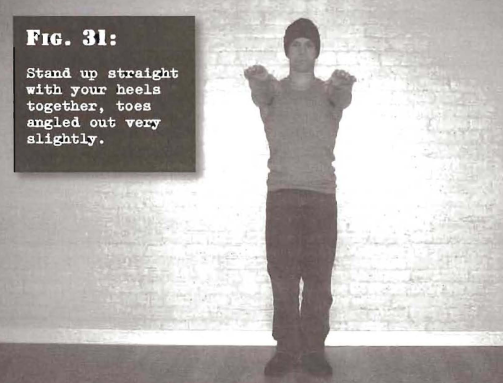 FIG. 31:
Stand up straight
with your heels
together, toes
angled out very
slightly.